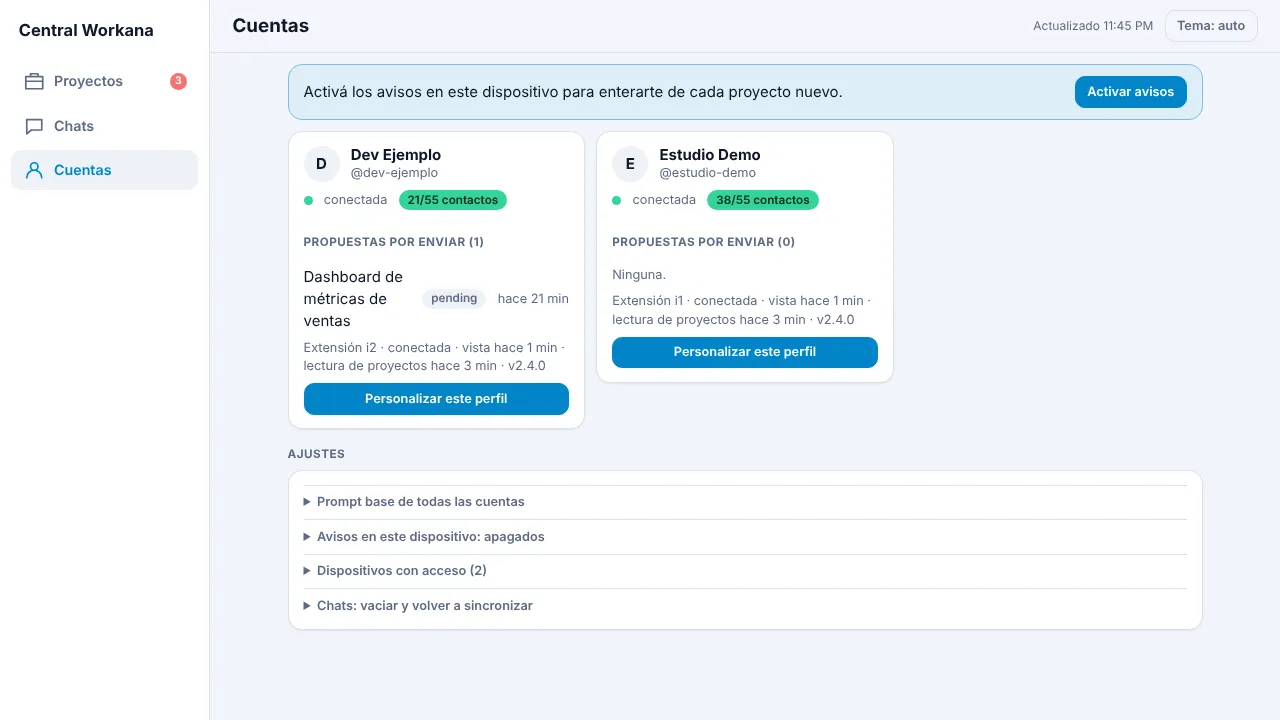 Central Workana
Proyectos
3
Chats
Cuentas
Cuentas
Actualizado 11:45 PM
Tema: auto
Activá los avisos en este dispositivo para enterarte de cada proyecto nuevo.
Activar avisos
D
Dev Ejemplo
@dev-ejemplo
conectada
21/55 contactos
PROPUESTAS POR ENVIAR (1)
Dashboard de
métricas de
ventas
pending
hace 21 min
Extensión i2 · conectada · vista hace 1 min ·
lectura de proyectos hace 3 min · v2.4.0
Personalizar este perfil
E
Estudio Demo
@estudio-demo
conectada
38/55 contactos
PROPUESTAS POR ENVIAR (0)
Ninguna.
Extensión i1 · conectada · vista hace 1 min ·
lectura de proyectos hace 3 min · v2.4.0
Personalizar este perfil
AJUSTES
Prompt base de todas las cuentas
Avisos en este dispositivo: apagados
Dispositivos con acceso (2)
Chats: vaciar y volver a sincronizar